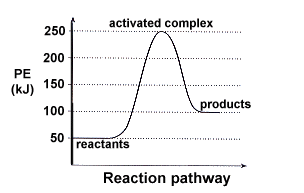 activated complex
250
200
PE
(kJ)
150
100
products
50
reactants
Reaction pathway